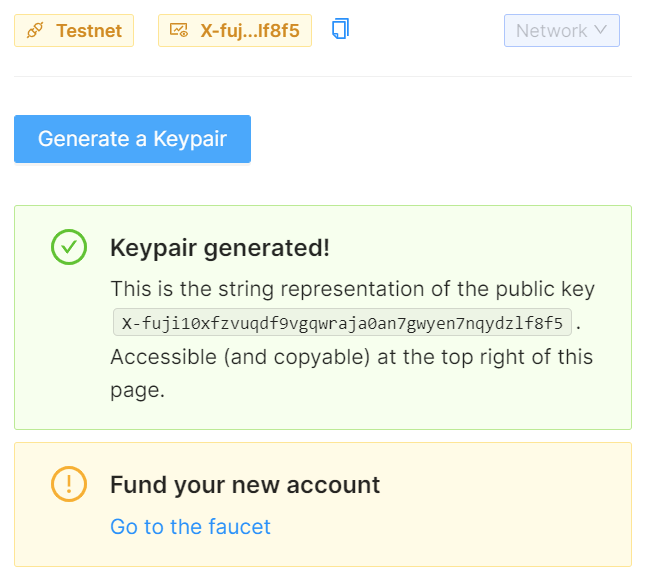 Testnet X-fuj...lf8f5 Network
Generate a Keypair
Keypair generated!
This is the string representation of the public key
X-fuji10xfzvuqdf9vgqwraja0an7gwyen7nqydzlf8f5 .
Accessible (and copyable) at the top right of this
page.
Fund your new account
Go to the faucet